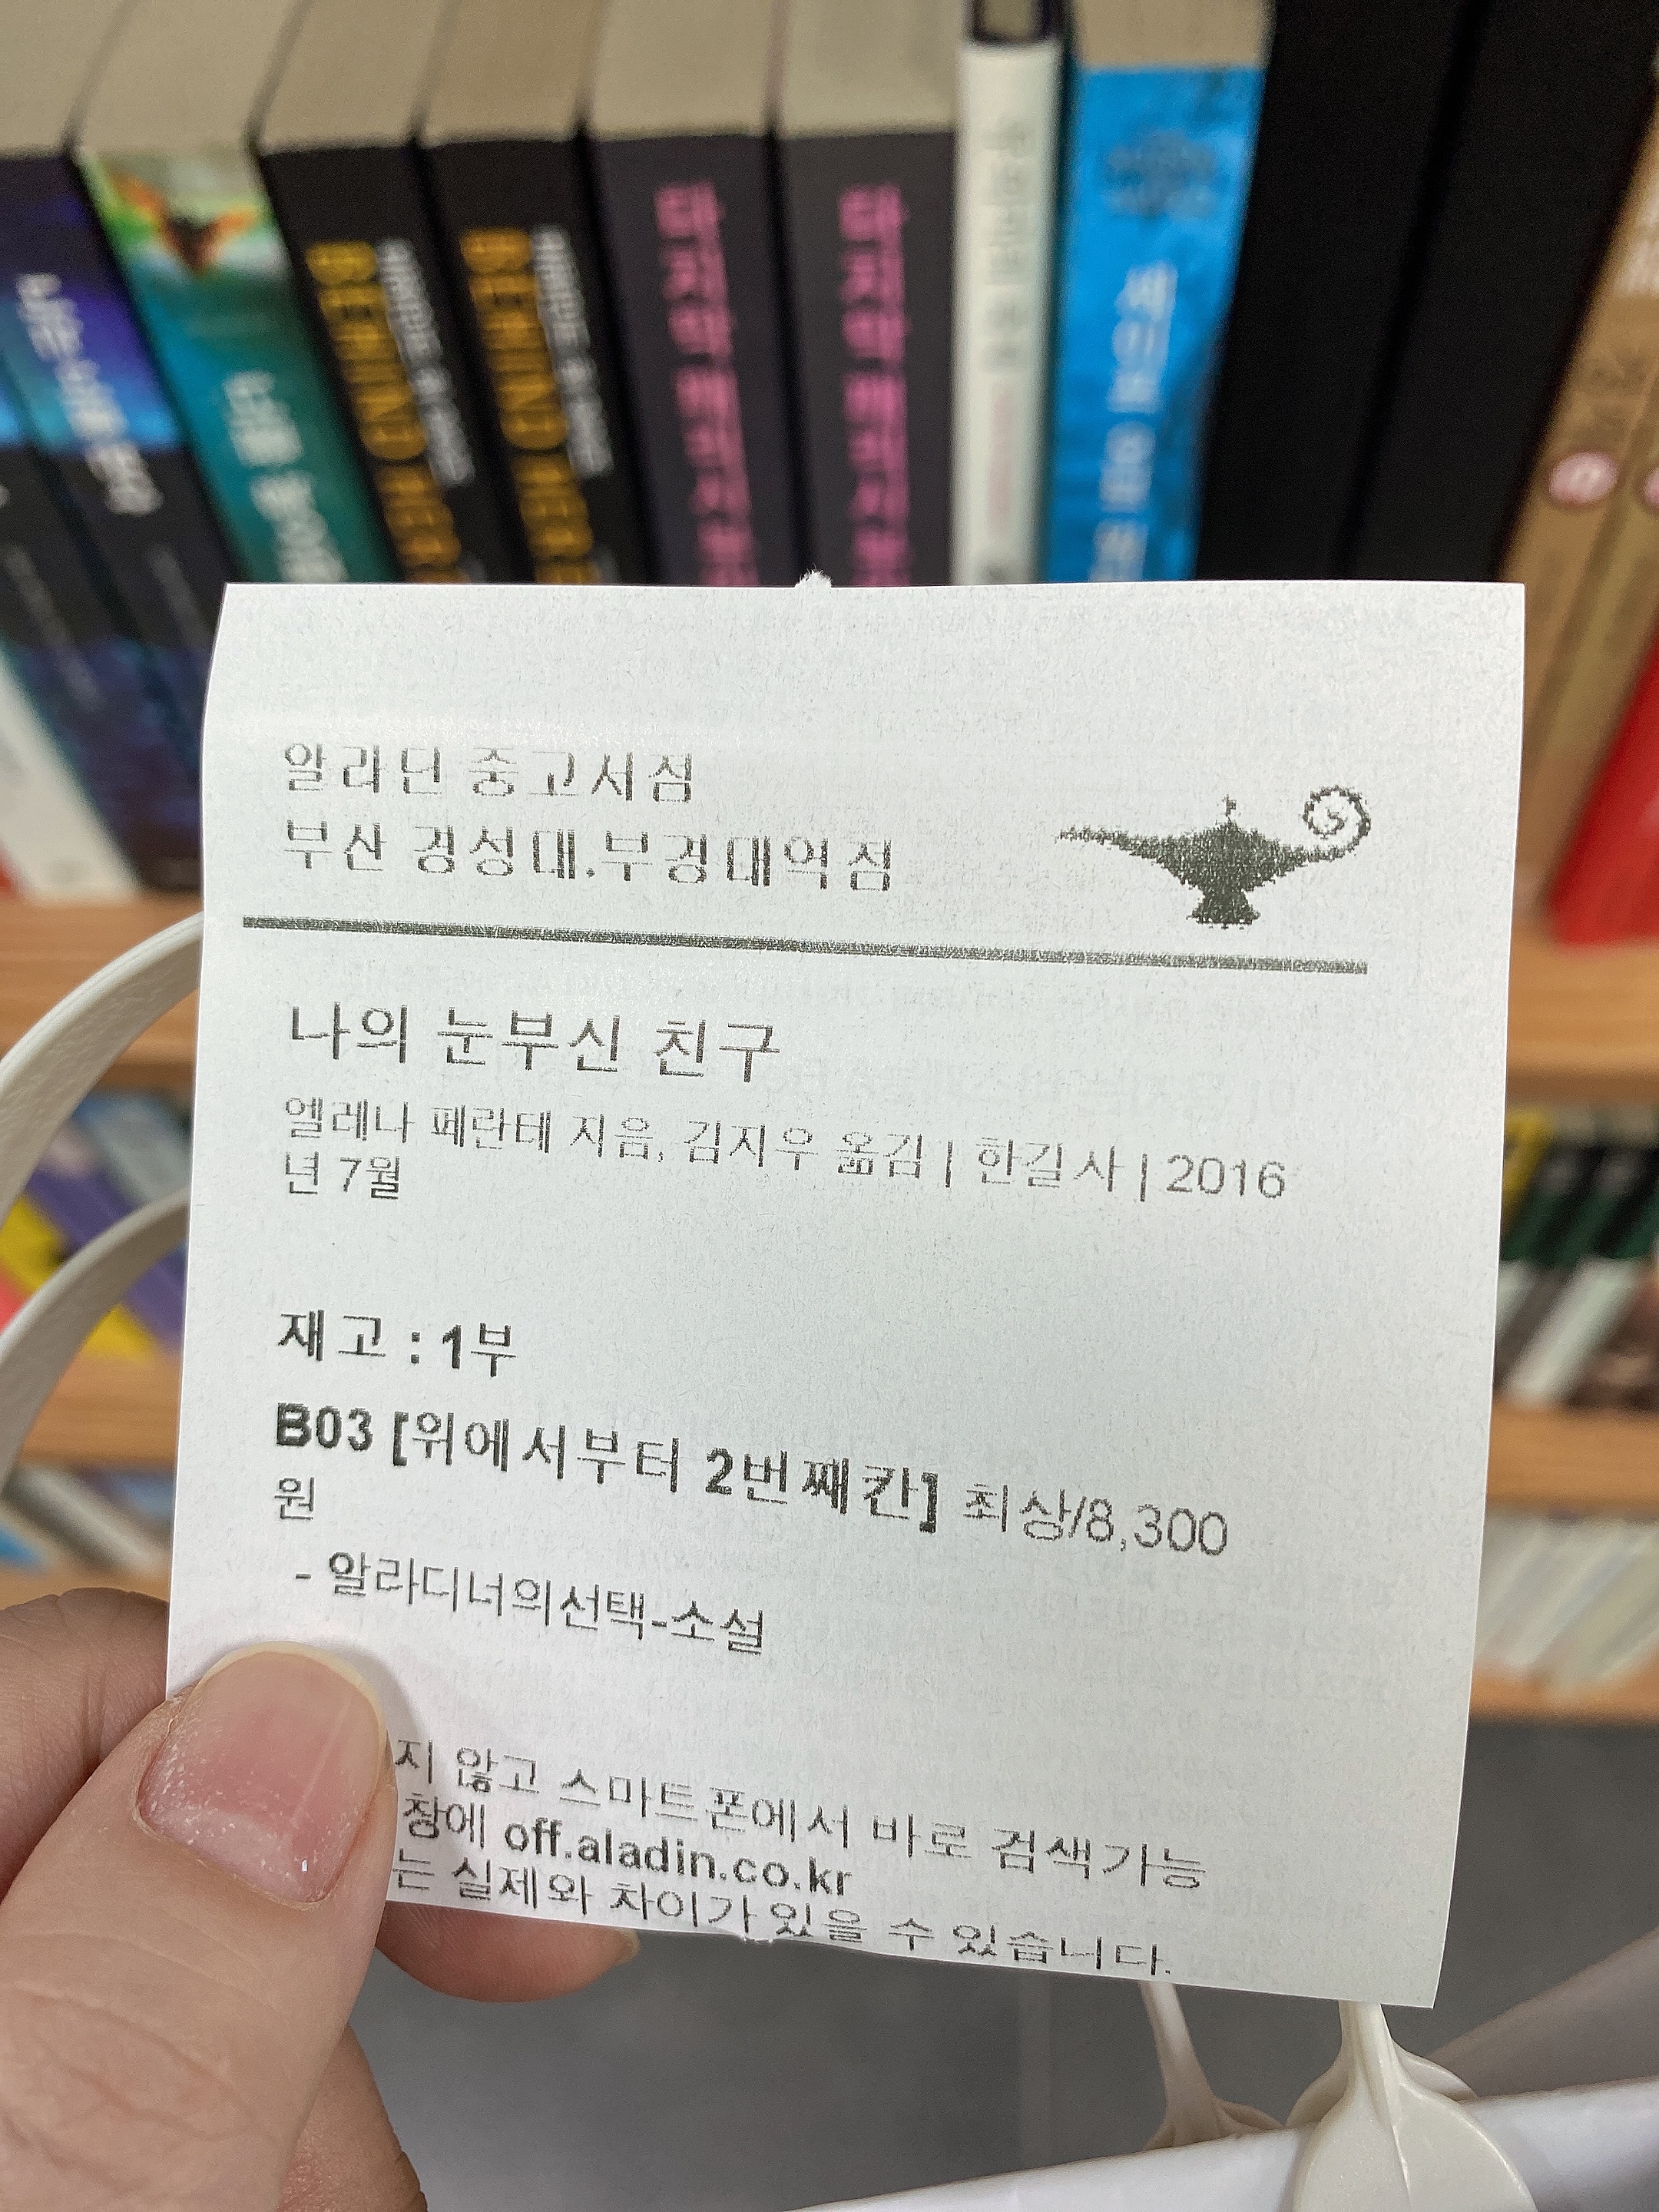 BEHIND HER
BEHIND HER
알라딘 중고서점
부산 경성대.부경대역점
나의 눈부신 친구
엘레나 페란테 지음, 김지우 옮김 | 한길사 | 2016
년 7월
재고 : 1부
B03 [위에서부터 2번째칸] 최상/8,300
원
- 알라디너의선택-소설
지 않고 스마트폰에서 바로 검색가능
창에 off.aladin.co.kr
는 실제와 차이가 있을 수 있습니다.